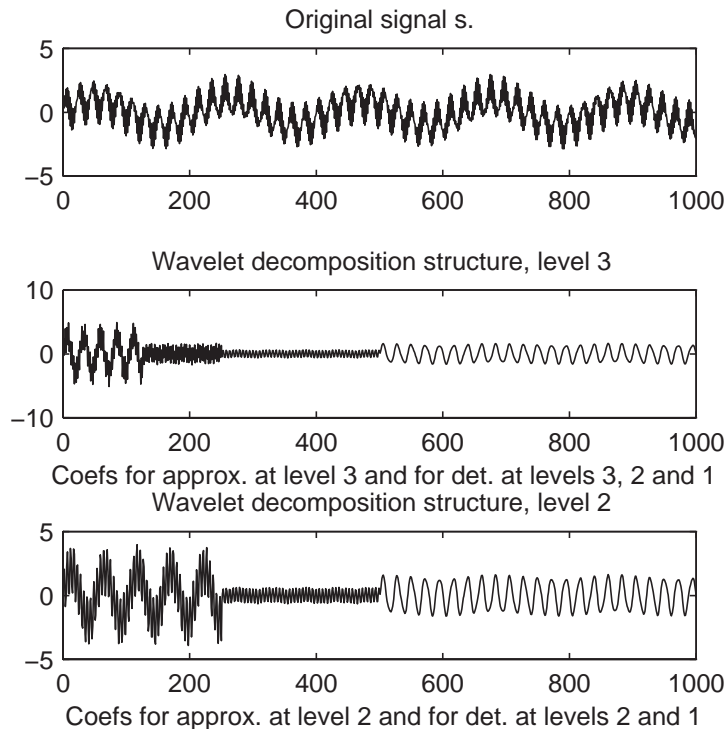 Original signal s.
5
0
−5
0 200 400 600 800 1000
Wavelet decomposition structure, level 3
10
0
−10
0 200 400 600 800 1000
Coefs for approx. at level 3 and for det. at levels 3, 2 and 1
Wavelet decomposition structure, level 2
5
0
−5
0 200 400 600 800 1000
Coefs for approx. at level 2 and for det. at levels 2 and 1